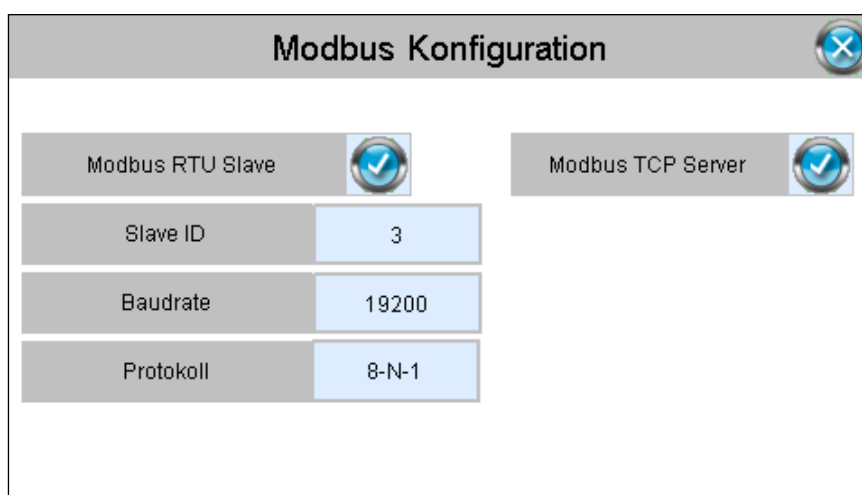 Modbus Konfiguration
Modbus RTU Slave
Modbus TCP Server
Slave ID
3
Baudrate
19200
Protokoll
8-N-1